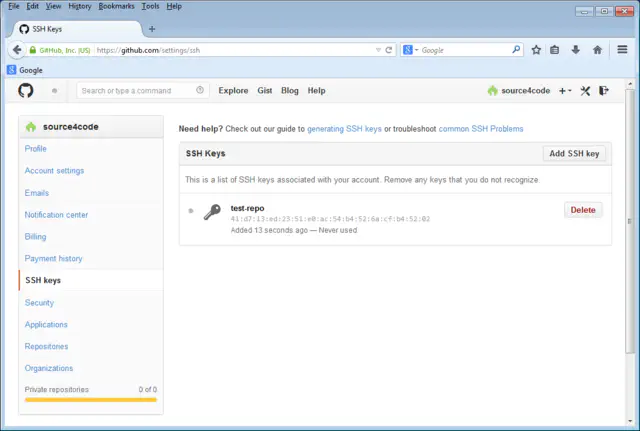 File Edit View History Bookmarks Tools Help
SSH Keys
GitHub, Inc. (US) https://github.com/settings/ssh
Google
Google
Search or type a command
Explore Gist Blog Help
source4code
source4code
Need help? Check out our guide to generating SSH keys or troubleshoot common SSH Problems
Profile
Account settings
Emails
Notification center
Billing
Payment history
SSH keys
Security
Applications
Repositories
Organizations
Private repositories 0 of 0
SSH Keys
Add SSH key
This is a list of SSH keys associated with your account. Remove any keys that you do not recognize.
test-repo
41:d7:13:ed:25:51:e0:ac:54:b4:52:6a:cf:b4:52:02
Added 13 seconds ago — Never used
Delete